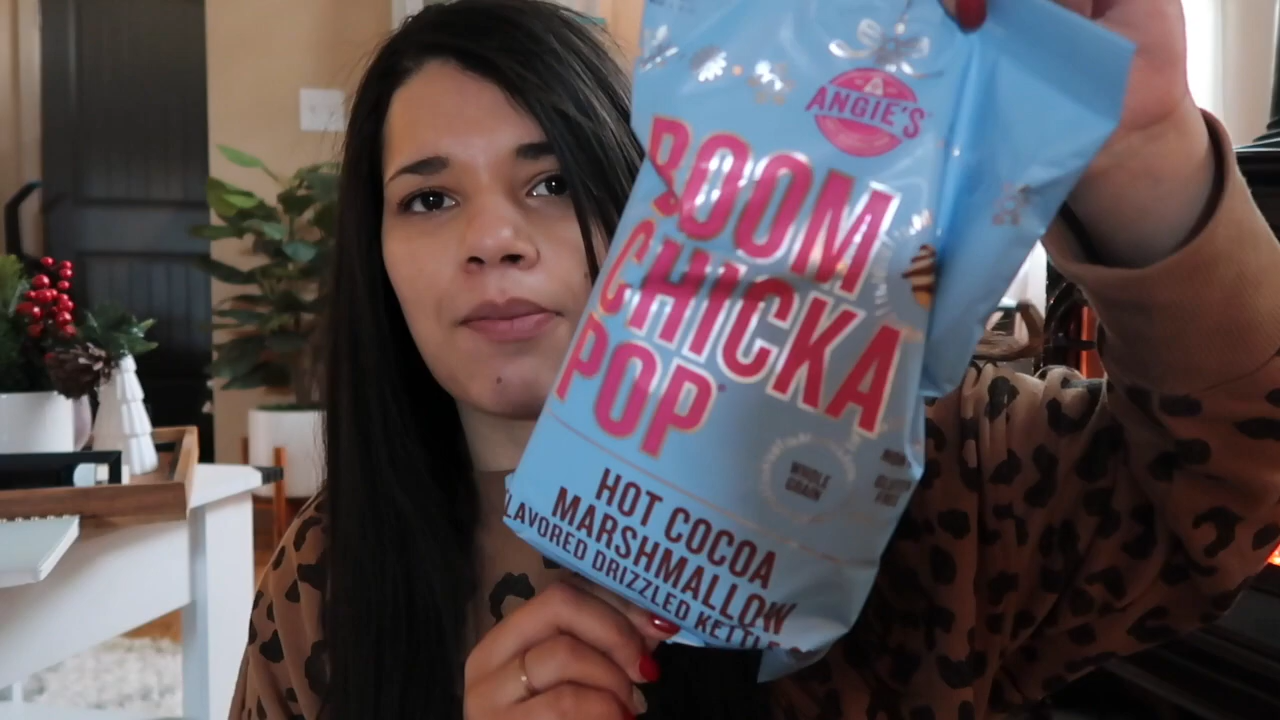 ANGIE'S
BOOM
CHICKA
POP
WHOLE
GRAIN
HOT COCOA
MARSHMALLOW
FLAVORED DRIZZLED KETTLE